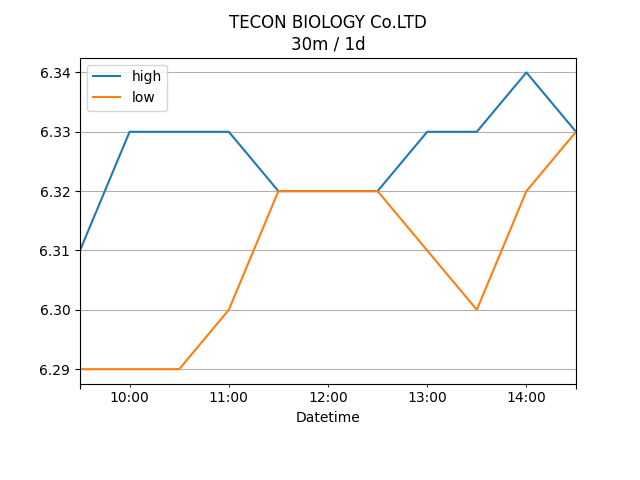 TECON BIOLOGY Co.LTD
30m / 1d
high
low
6.34
6.33
6.32
6.31
6.30
6.29
10:00 11:00 12:00 13:00 14:00
Datetime